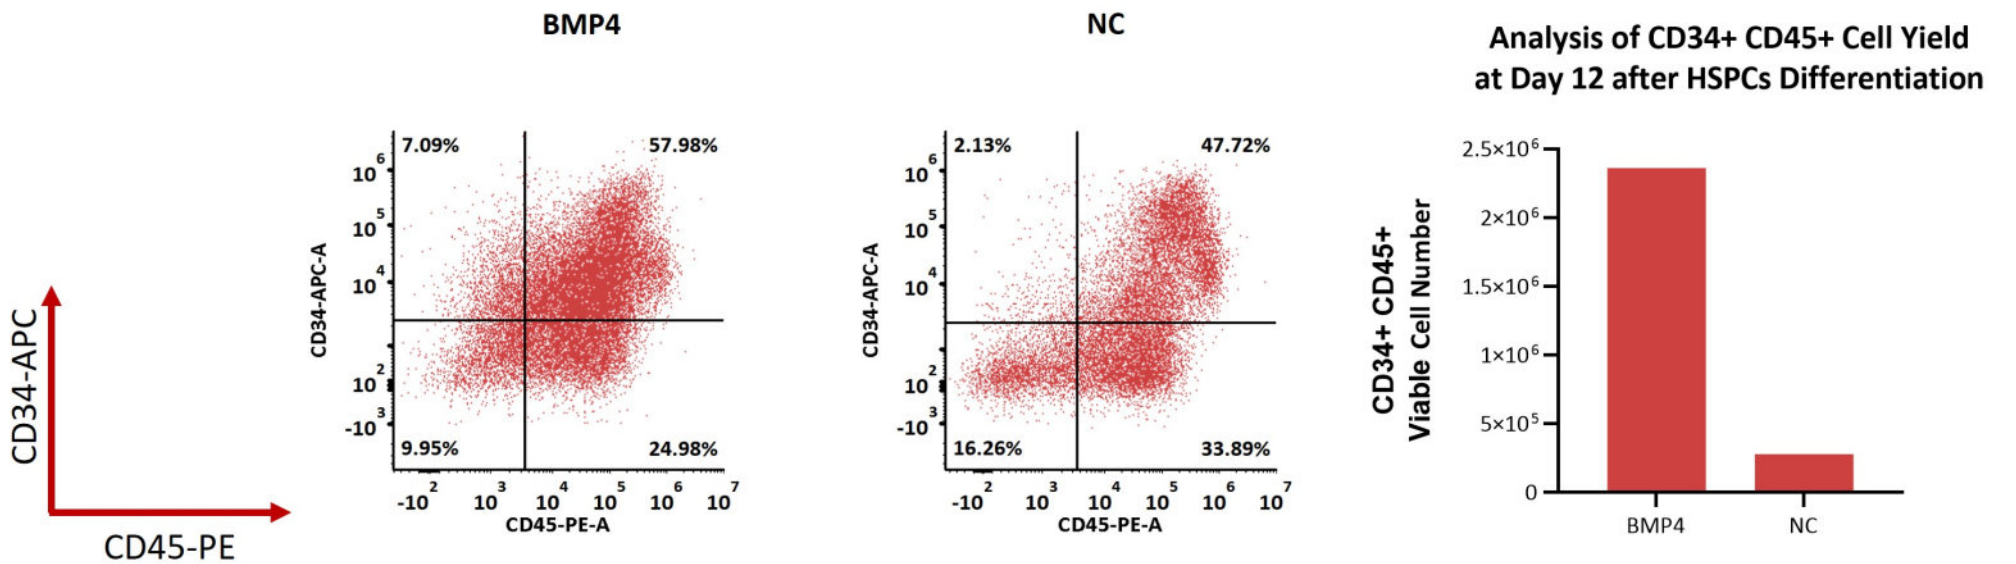 BMP4
NC
Analysis of CD34+ CD45+ Cell Yield
at Day 12 after HSPCs Differentiation
CD34-APC
CD45-PE
7.09%
57.98%
9.95%
24.98%
10⁶
10⁵
10⁴
10²
-10³
CD34-APC-A
-10²
10³
10⁴
10⁵
10⁶
10⁷
CD45-PE-A
2.13%
47.72%
16.26%
33.89%
10⁶
10⁵
10⁴
10²
-10³
CD34-APC-A
-10²
10³
10⁴
10⁵
10⁶
10⁷
CD45-PE-A
CD34+ CD45+
Viable Cell Number
2.5×10⁶
2×10⁶
1.5×10⁶
1×10⁶
5×10⁵
0
BMP4
NC